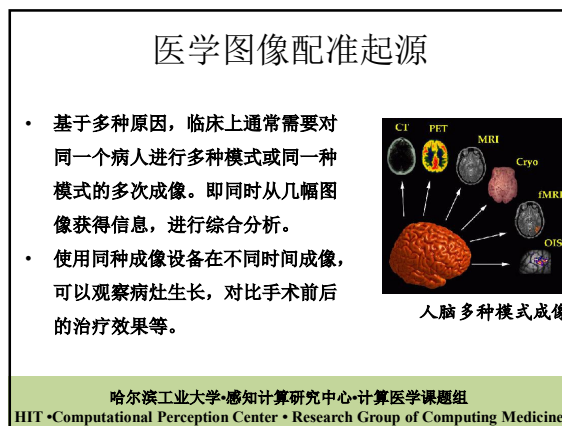 医学图像配准起源
• 基于多种原因，临床上通常需要对
同一个病人进行多种模式或同一种
模式的多次成像。即同时从几幅图
像获得信息，进行综合分析。
• 使用同种成像设备在不同时间成像，
可以观察病灶生长，对比手术前后
的治疗效果等。
CT
PET
MRI
Cryo
fMRI
OIS
人脑多种模式成像
哈尔滨工业大学•感知计算研究中心•计算医学课题组
HIT •Computational Perception Center • Research Group of Computing Medicine